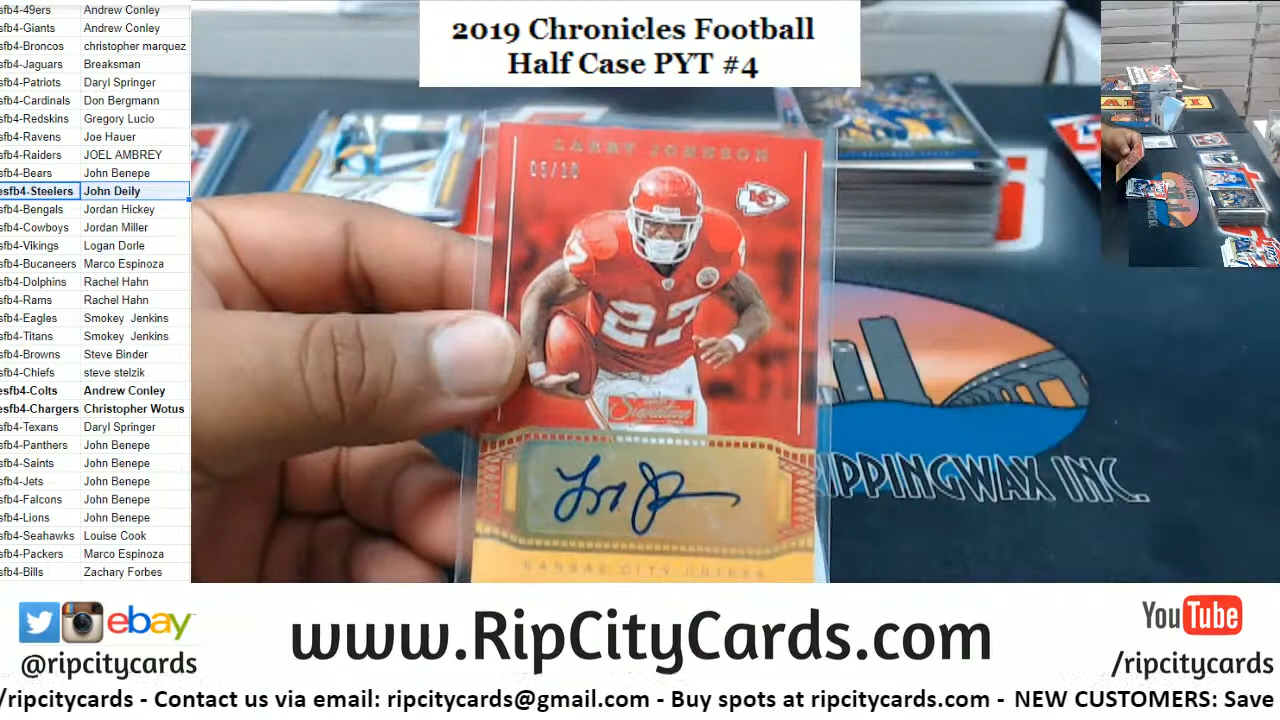 sfb4-49ers Andrew Conley
sfb4-Giants Andrew Conley
sfb4-Broncos christopher marquez
sfb4-Jaguars Breaksman
sfb4-Patriots Daryl Springer
sfb4-Cardinals Don Bergmann
sfb4-Redskins Gregory Lucio
sfb4-Ravens Joe Hauer
sfb4-Raiders JOEL AMBREY
sfb4-Bears John Benepe
esfb4-Steelers John Deily
sfb4-Bengals Jordan Hickey
sfb4-Cowboys Jordan Miller
sfb4-Vikings Logan Dorle
sfb4-Bucaneers Marco Espinoza
sfb4-Dolphins Rachel Hahn
sfb4-Rams Rachel Hahn
sfb4-Eagles Smokey Jenkins
sfb4-Titans Smokey Jenkins
sfb4-Browns Steve Binder
sfb4-Chiefs steve stelzik
esfb4-Colts Andrew Conley
esfb4-Chargers Christopher Wotus
sfb4-Texans Daryl Springer
sfb4-Panthers John Benepe
sfb4-Saints John Benepe
sfb4-Jets John Benepe
sfb4-Falcons John Benepe
sfb4-Lions John Benepe
sfb4-Seahawks Louise Cook
sfb4-Packers Marco Espinoza
sfb4-Bills Zachary Forbes
2019 Chronicles Football
Half Case PYT #4
LARRY JOHNSON
05/10
KC
27
Signature
KANSAS CITY CHIEFS
RIPPINGWAX INC.
ebay
@ripcitycards
www.RipCityCards.com
YouTube
/ripcitycards
/ripcitycards - Contact us via email: ripcitycards@gmail.com - Buy spots at ripcitycards.com - NEW CUSTOMERS: Save